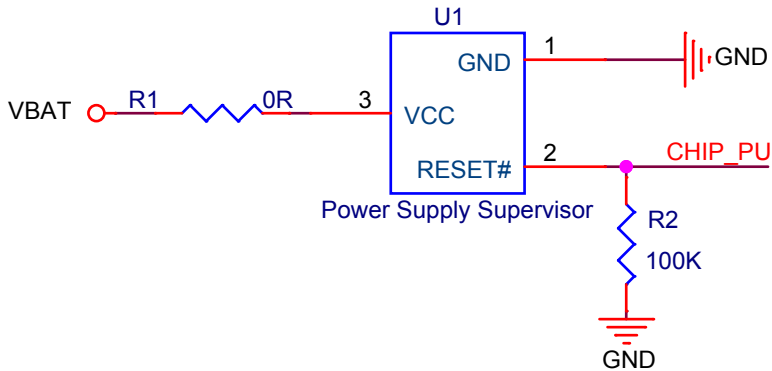 U1
GND
1
GND
VBAT
R1
0R
3
VCC
RESET#
2
CHIP_PU
Power Supply Supervisor
R2
100K
GND